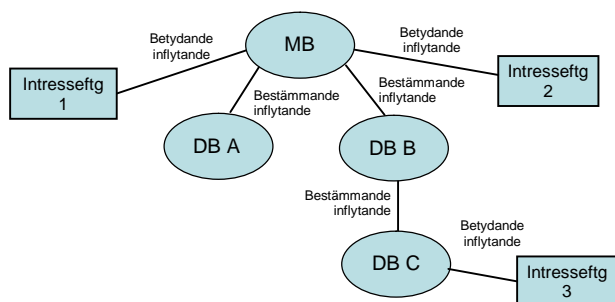 Betydande
inflytande
MB
Betydande
inflytande
Intresseftg
1
Bestämmande
inflytande
Bestämmande
inflytande
Intresseftg
2
DB A
DB B
Bestämmande
inflytande
Betydande
inflytande
DB C
Intresseftg
3